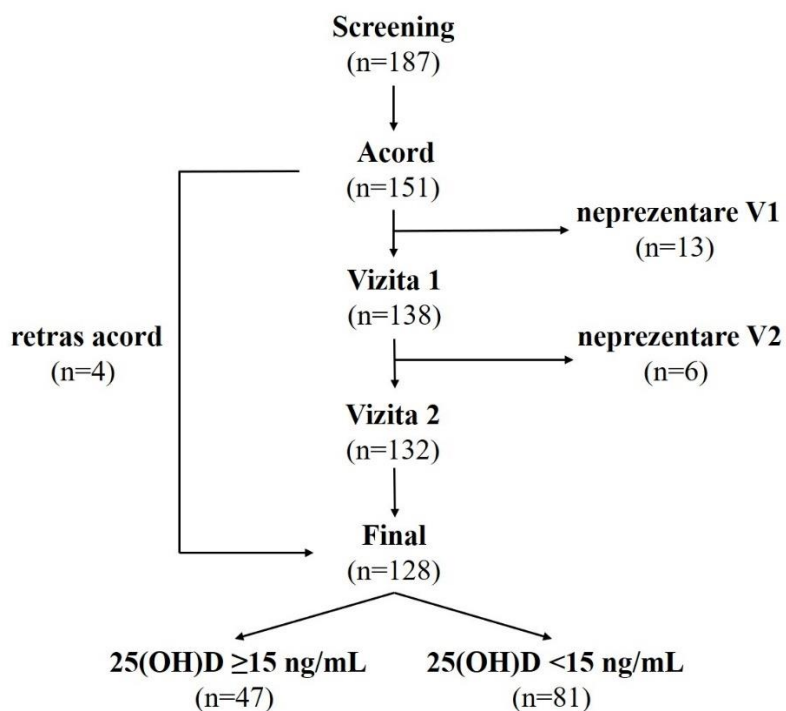 Screening
(n=187)
Acord
(n=151)
neprezentare V1
(n=13)
Vizita 1
(n=138)
retras acord
(n=4)
neprezentare V2
(n=6)
Vizita 2
(n=132)
Final
(n=128)
25(OH)D ≥15 ng/mL
(n=47)
25(OH)D <15 ng/mL
(n=81)